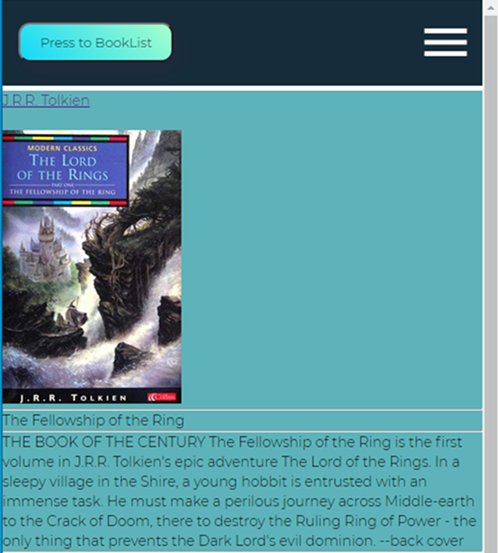 Press to BookList
J.R.R. Tolkien
MODERN CLASSICS
THE LORD
OF THE RINGS
PART ONE
THE FELLOWSHIP OF THE RING
J.R.R. TOLKIEN
Collins
The Fellowship of the Ring
THE BOOK OF THE CENTURY The Fellowship of the Ring is the first
volume in J.R.R. Tolkien's epic adventure The Lord of the Rings. In a
sleepy village in the Shire, a young hobbit is entrusted with an
immense task. He must make a perilous journey across Middle-earth
to the Crack of Doom, there to destroy the Ruling Ring of Power - the
only thing that prevents the Dark Lord's evil dominion. --back cover